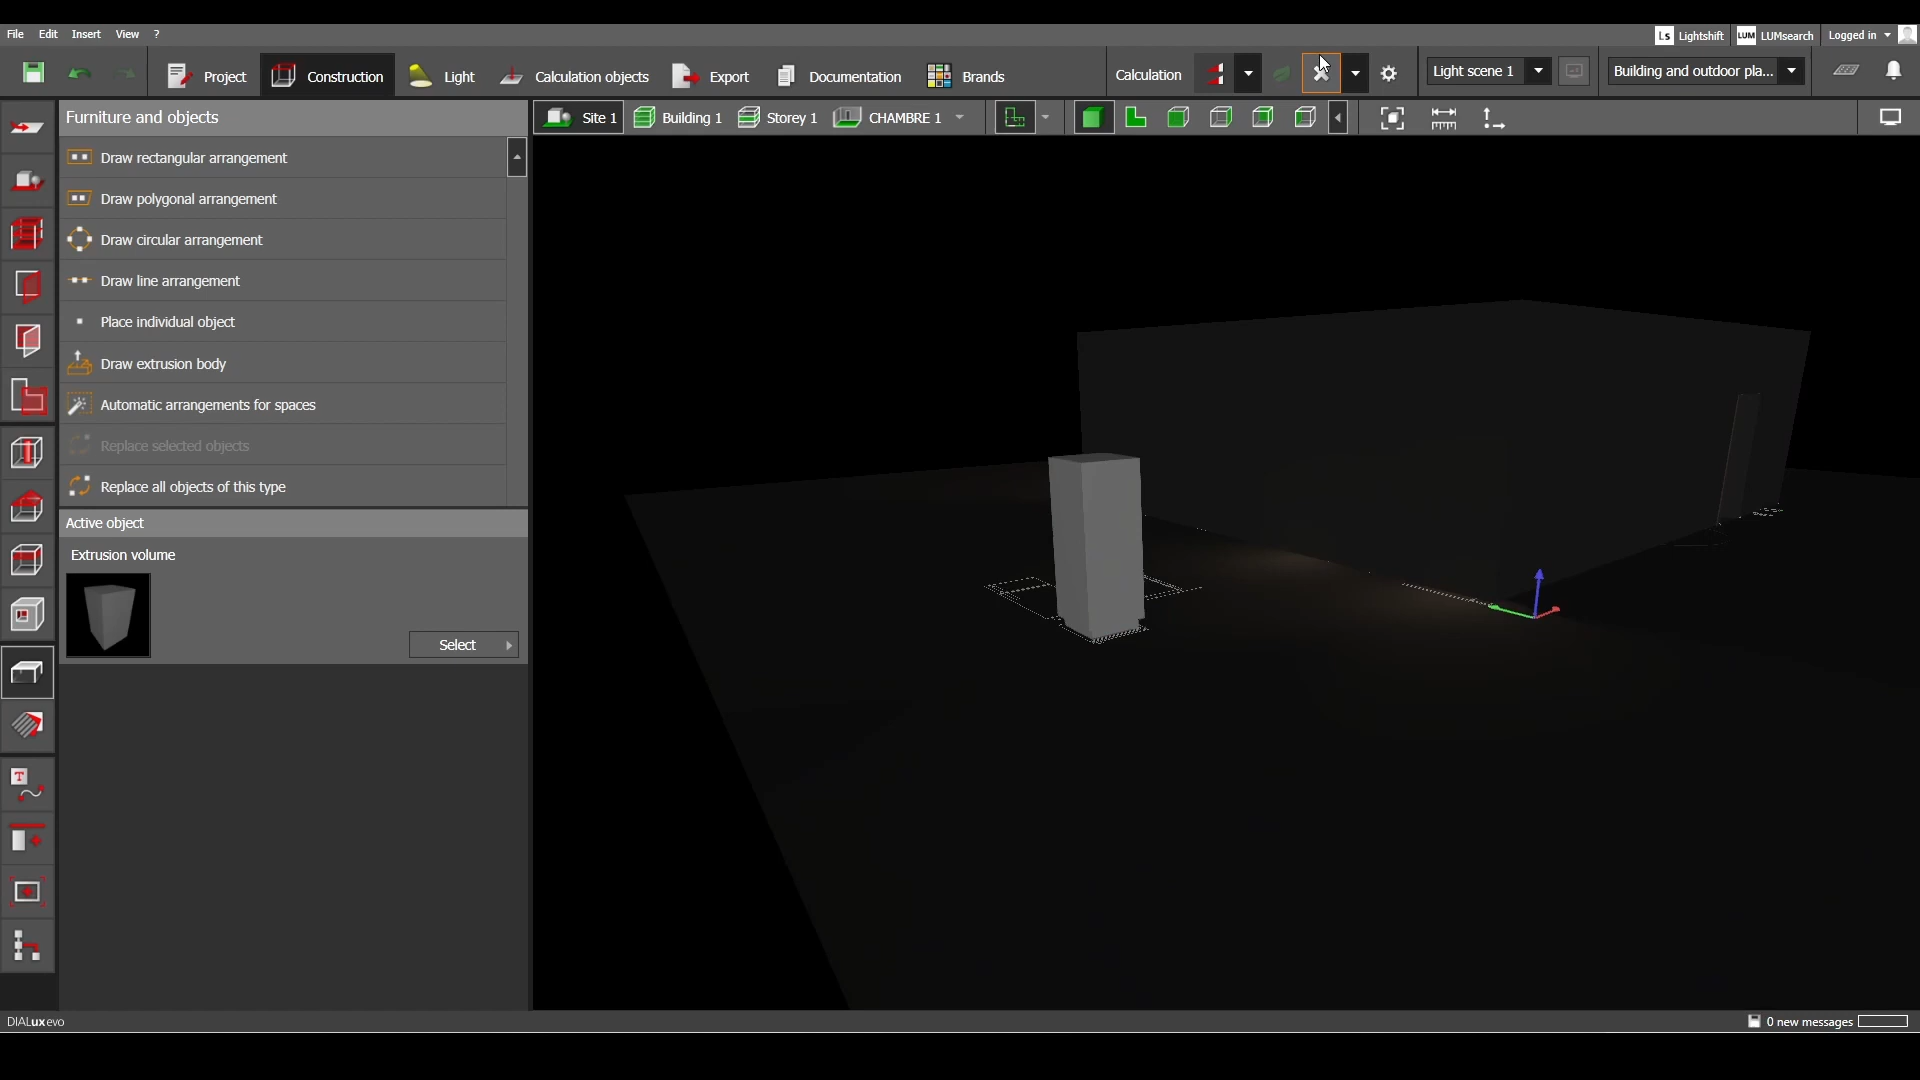 File Edit Insert View ?
Ls Lightshift LUM LUMsearch Logged in
Project Construction Light Calculation objects Export Documentation Brands Calculation Light scene 1 Building and outdoor pla...
Furniture and objects
Site 1 Building 1 Storey 1 CHAMBRE 1
Draw rectangular arrangement
Draw polygonal arrangement
Draw circular arrangement
Draw line arrangement
Place individual object
Draw extrusion body
Automatic arrangements for spaces
Replace selected objects
Replace all objects of this type
Active object
Extrusion volume
Select
T
DIALux evo
0 new messages